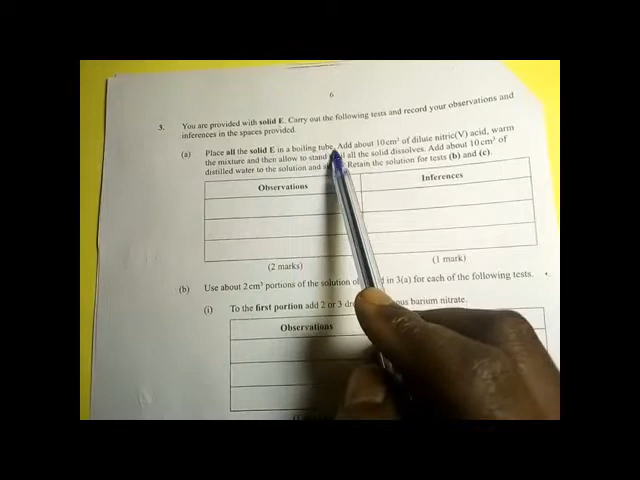 6
3. You are provided with solid E. Carry out the following tests and record your observations and
inferences in the spaces provided.
(a) Place all the solid E in a boiling tube. Add about 10 cm³ of dilute nitric(V) acid, warm
the mixture and then allow to stand all the solid dissolves. Add about 10 cm³ of
distilled water to the solution and Retain the solution for tests (b) and (c).
Observations Inferences
(2 marks) (1 mark)
(b) Use about 2 cm³ portions of the solution in 3(a) for each of the following tests.
(i) To the first portion add 2 or 3 barium nitrate.
Observations